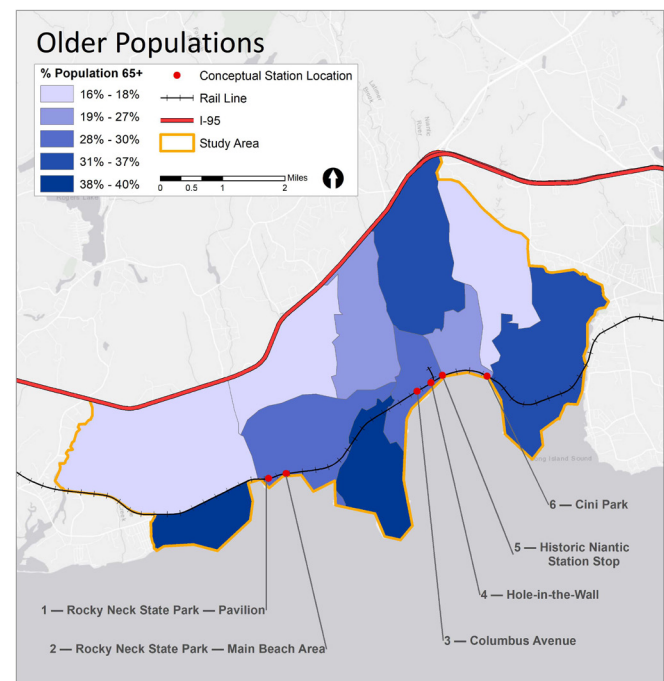 Older Populations
% Population 65+
16% - 18%
19% - 27%
28% - 30%
31% - 37%
38% - 40%
Conceptual Station Location
Rail Line
I-95
Study Area
Miles
0 0.5 1 2
Long Island Sound
6 — Cini Park
5 — Historic Niantic
Station Stop
4 — Hole-in-the-Wall
3 — Columbus Avenue
1 — Rocky Neck State Park — Pavilion
2 — Rocky Neck State Park — Main Beach Area